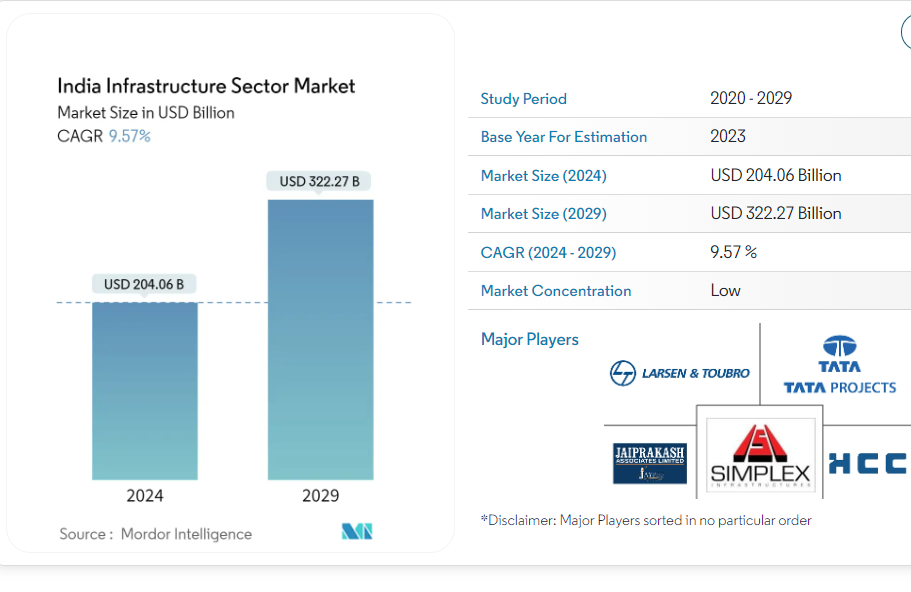 India Infrastructure Sector Market
Market Size in USD Billion
CAGR 9.57%
USD 322.27 B
USD 204.06 B
2024 2029
Source : Mordor Intelligence
Study Period 2020 - 2029
Base Year For Estimation 2023
Market Size (2024) USD 204.06 Billion
Market Size (2029) USD 322.27 Billion
CAGR (2024 - 2029) 9.57 %
Market Concentration Low
Major Players
LARSEN & TOUBRO
TATA
TATA PROJECTS
JAIPRAKASH
ASSOCIATES LIMITED
SIMPLEX
INFRASTRUCTURES
HCC
*Disclaimer: Major Players sorted in no particular order